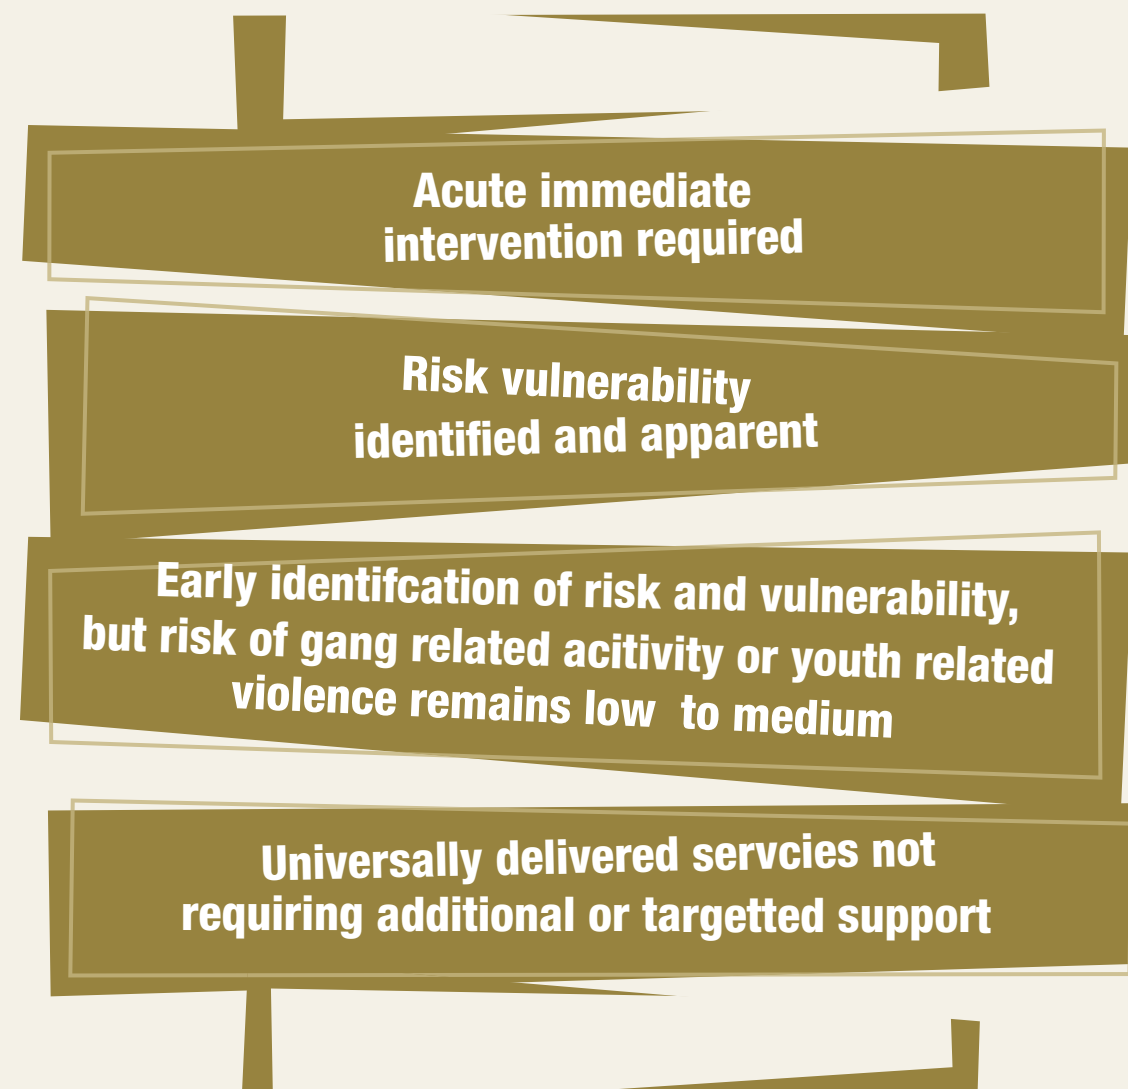 Acute immediate
intervention required
Risk vulnerability
identified and apparent
Early identifcation of risk and vulnerability,
but risk of gang related acitivity or youth related
violence remains low  to medium
Universally delivered servcies not
requiring additional or targetted support